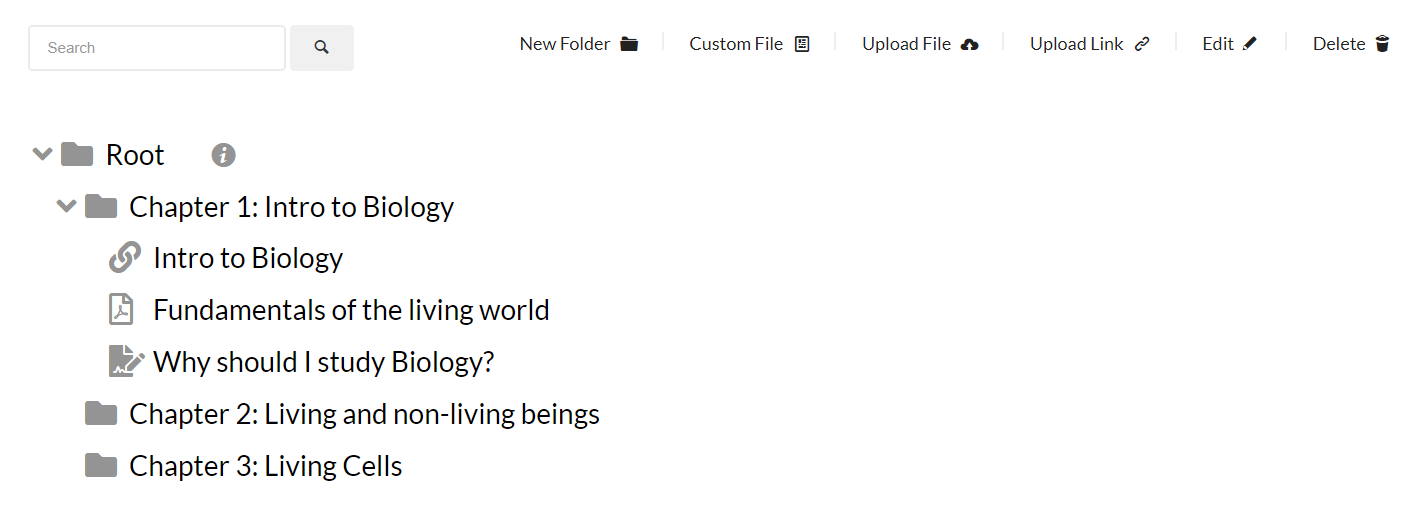 Search
New Folder
Custom File
Upload File
Upload Link
Edit
Delete
Root
Chapter 1: Intro to Biology
Intro to Biology
Fundamentals of the living world
Why should I study Biology?
Chapter 2: Living and non-living beings
Chapter 3: Living Cells